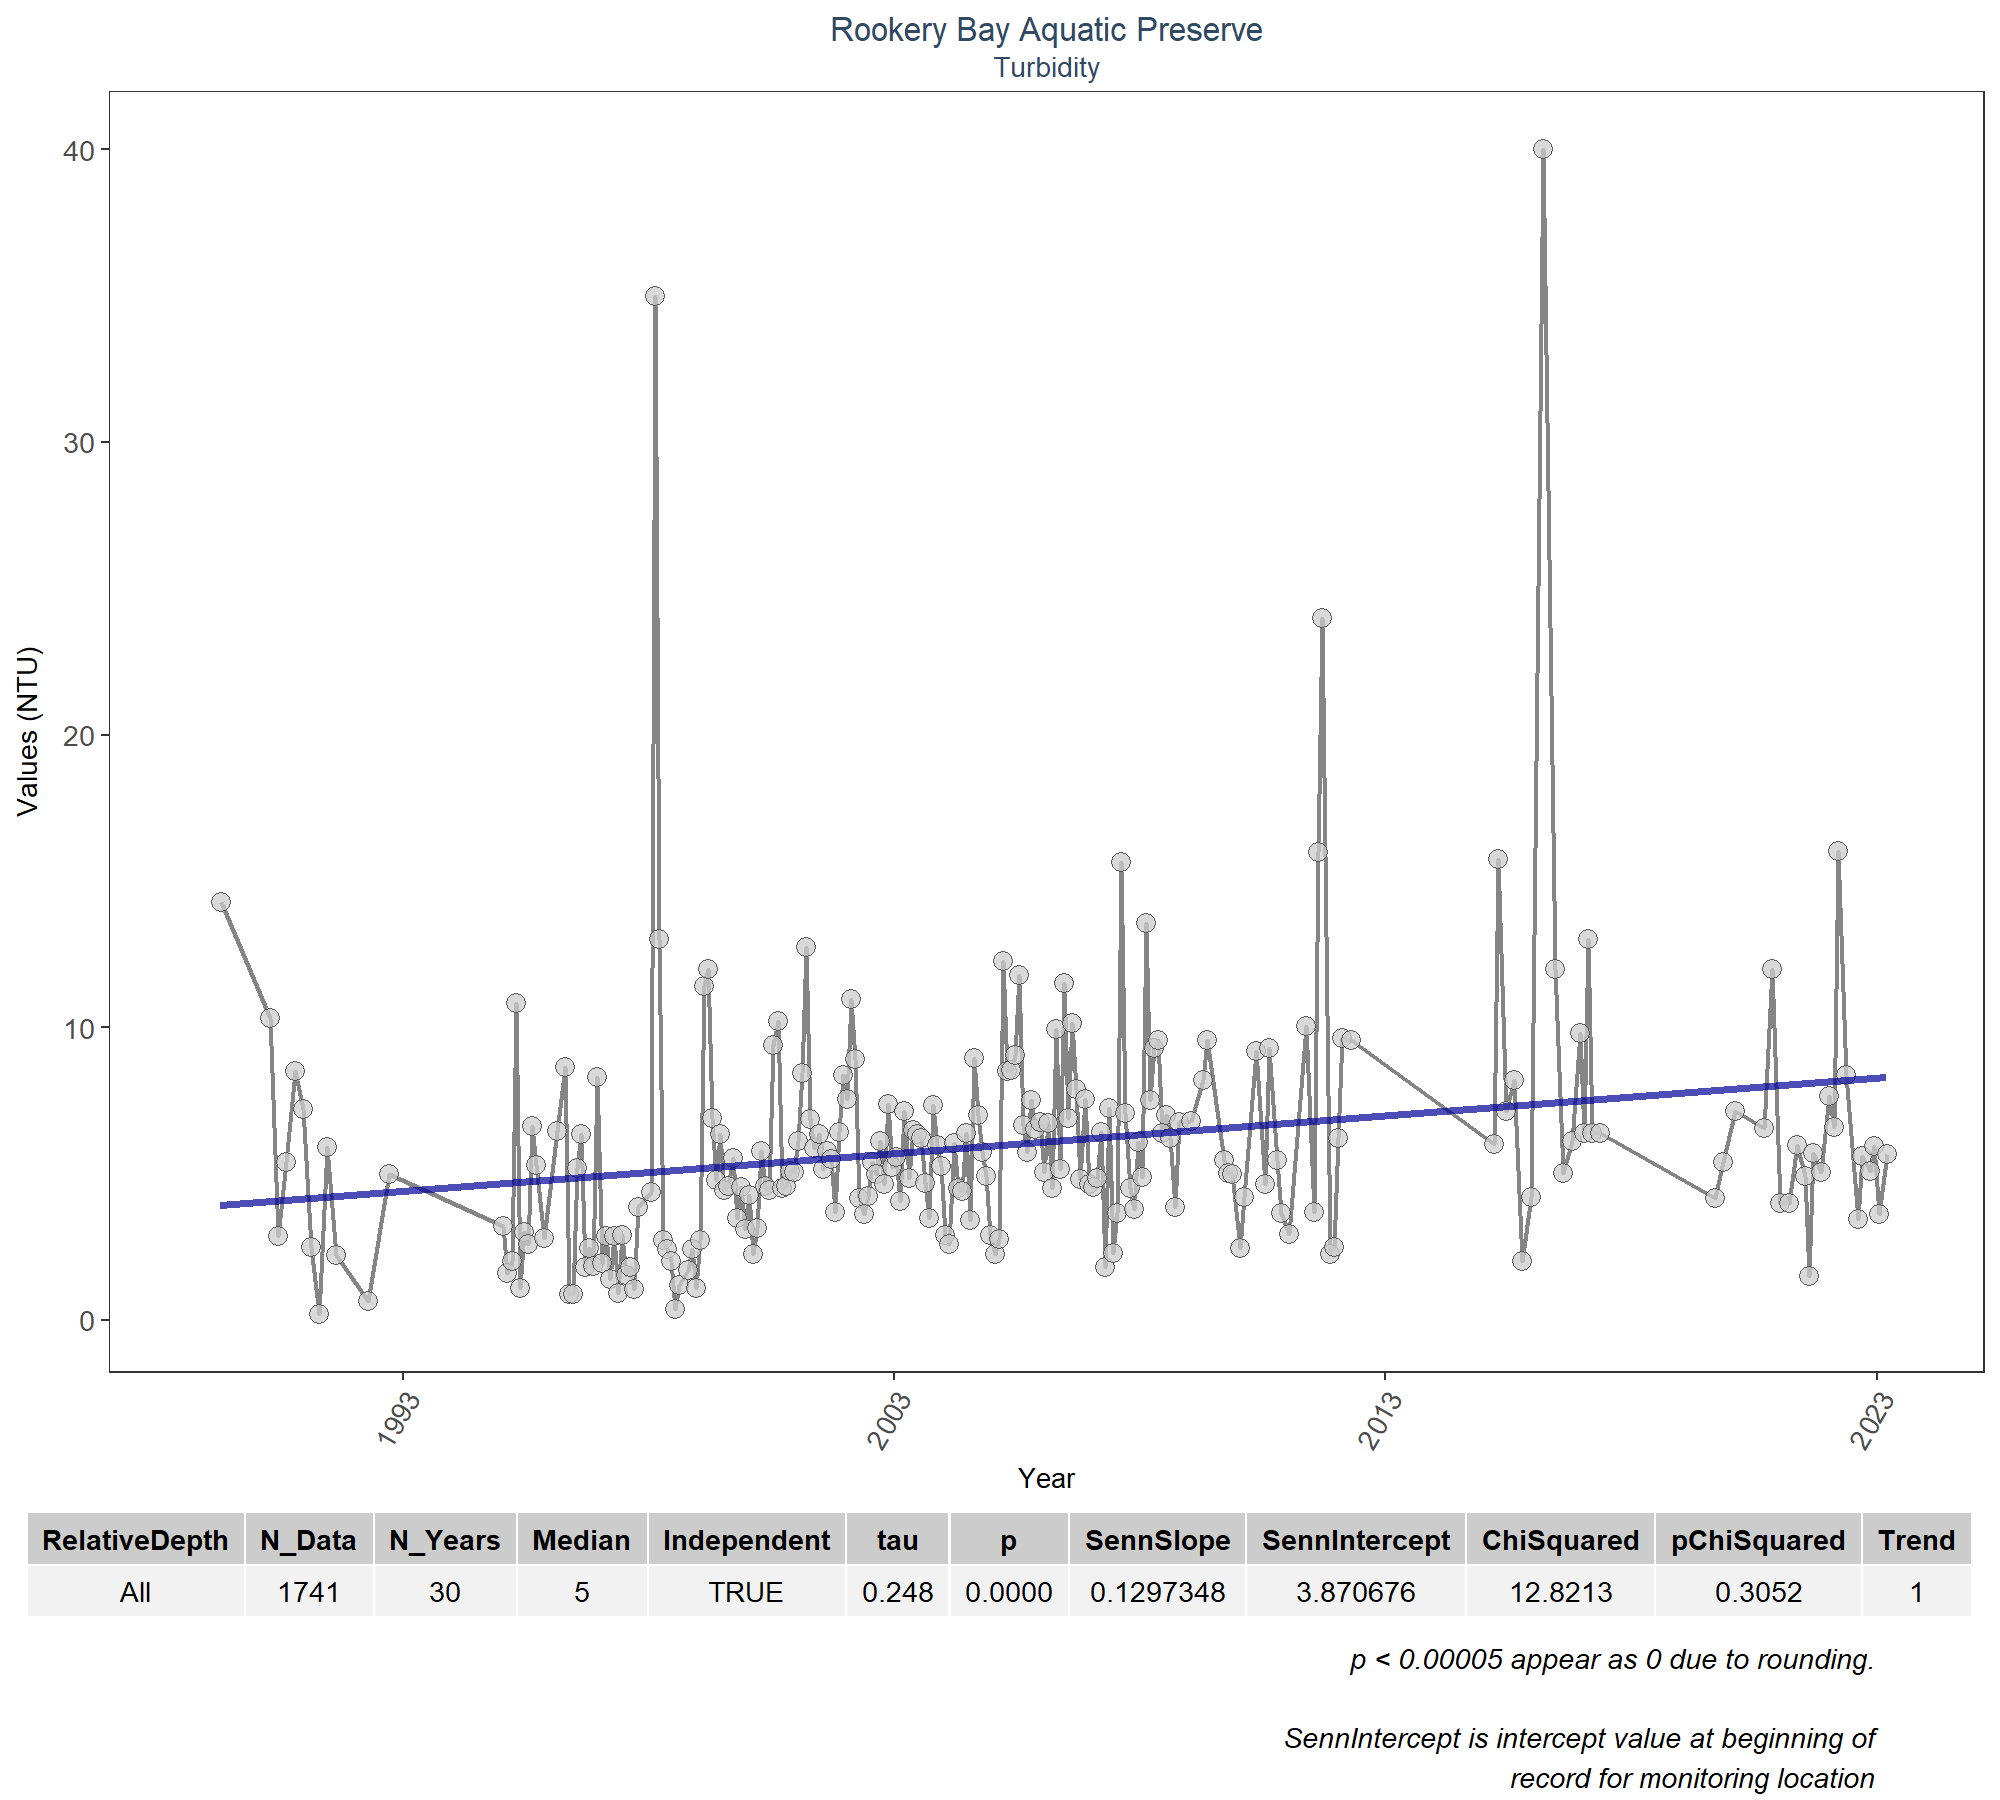 Rookery Bay Aquatic Preserve
Turbidity
Values (NTU)
40
30
20
10
0
1993 2003 2013 2023
Year
RelativeDepth N_Data N_Years Median Independent tau p SennSlope SennIntercept ChiSquared pChiSquared Trend
All 1741 30 5 TRUE 0.248 0.0000 0.1297348 3.870676 12.8213 0.3052 1
p < 0.00005 appear as 0 due to rounding.
SennIntercept is intercept value at beginning of
record for monitoring location